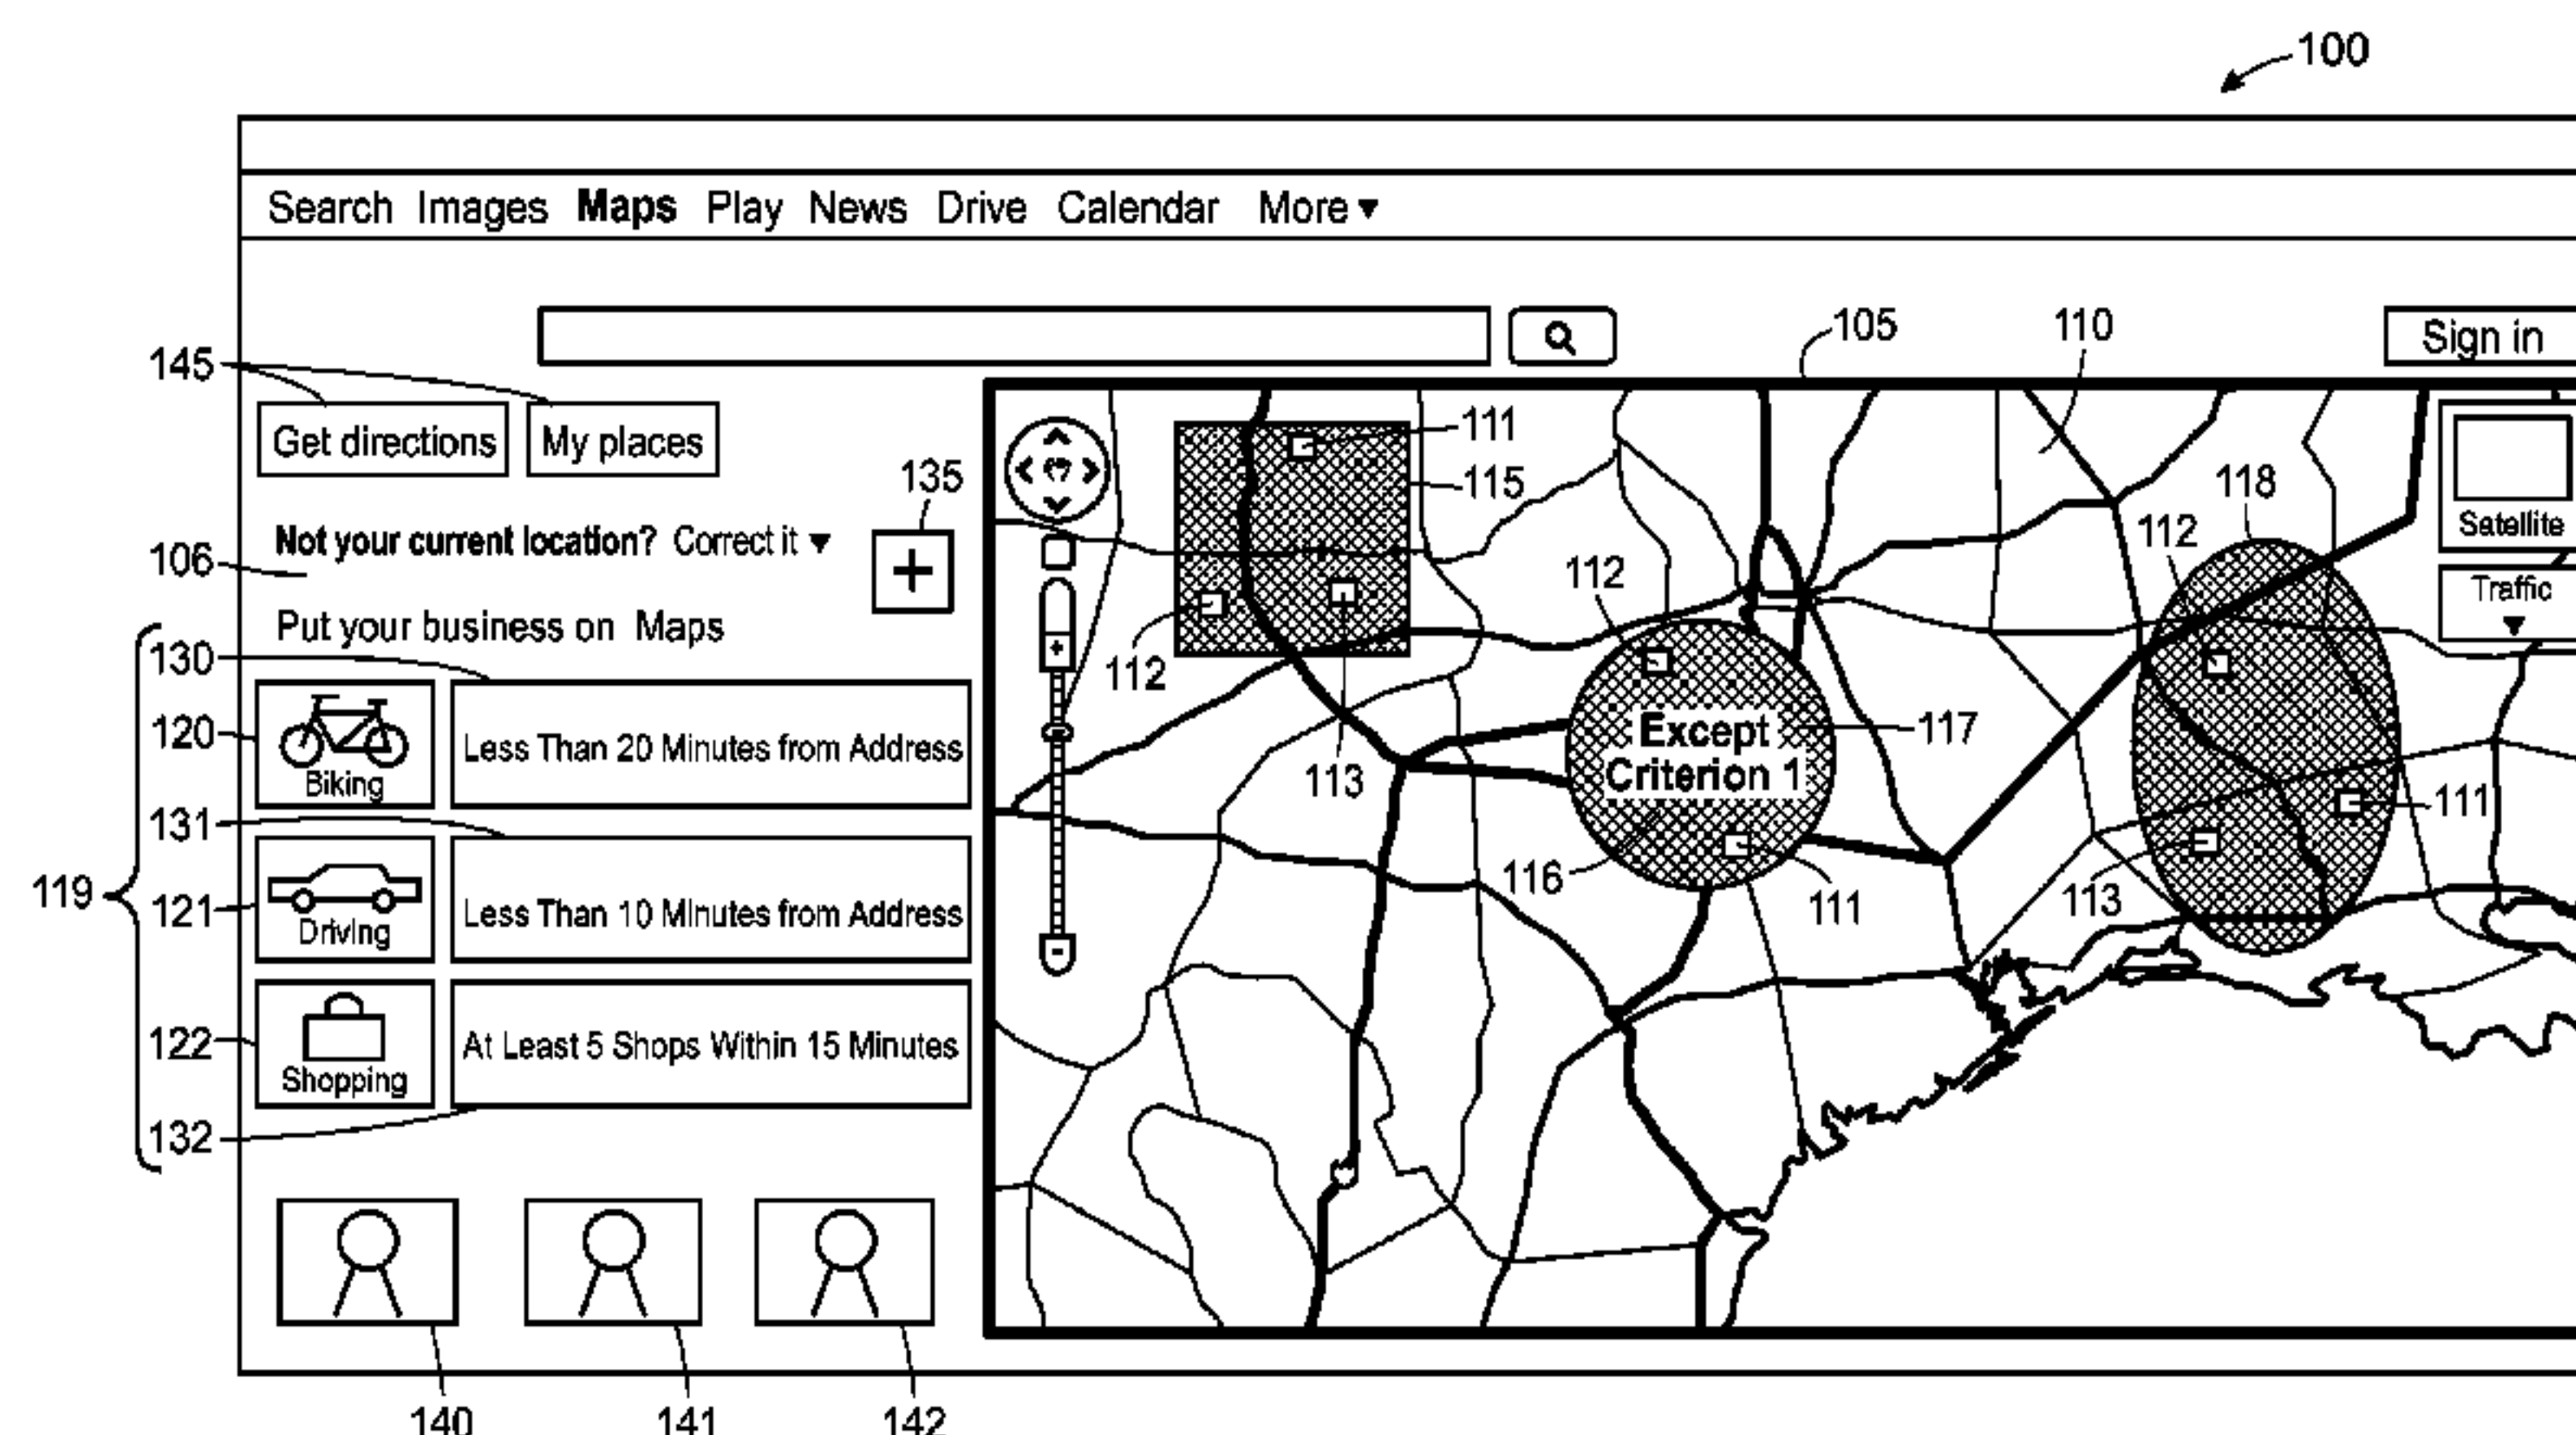 100
Search Images Maps Play News Drive Calendar More ▼
105
110
Sign in
145
Get directions
My places
111
115
135
118
Satellite
112
Not your current location? Correct it ▼
106
+
112
Traffic
▼
Put your business on Maps
130
112
120
Biking
Less Than 20 Minutes from Address
Except
Criterion 1
117
113
111
131
119
121
Driving
Less Than 10 Minutes from Address
116
111
113
122
Shopping
At Least 5 Shops Within 15 Minutes
132
140
141
142